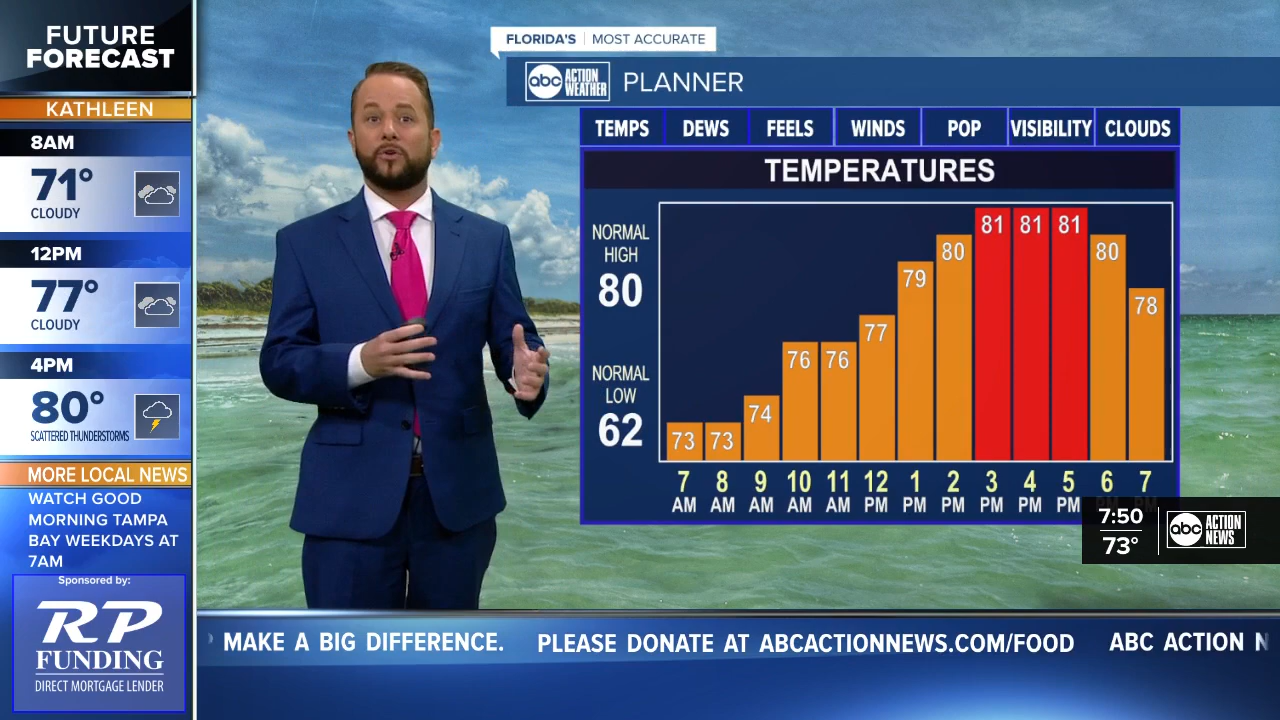 FUTURE
FORECAST
KATHLEEN
8AM
71°
CLOUDY
12PM
77°
CLOUDY
4PM
80°
SCATTERED THUNDERSTORMS
MORE LOCAL NEWS
WATCH GOOD
MORNING TAMPA
BAY WEEKDAYS AT
7AM
Sponsored by:
RP
FUNDING
DIRECT MORTGAGE LENDER
FLORIDA'S MOST ACCURATE
abc ACTION WEATHER PLANNER
TEMPS DEWS FEELS WINDS POP VISIBILITY CLOUDS
TEMPERATURES
NORMAL
HIGH
80
NORMAL
LOW
62
73 73 74 76 76 77 79 80 81 81 81 80 78
7 8 9 10 11 12 1 2 3 4 5 6 7
AM AM AM AM AM PM PM PM PM PM PM PM PM
7:50
73°
abc ACTION NEWS
MAKE A BIG DIFFERENCE. PLEASE DONATE AT ABCACTIONNEWS.COM/FOOD ABC ACTION N